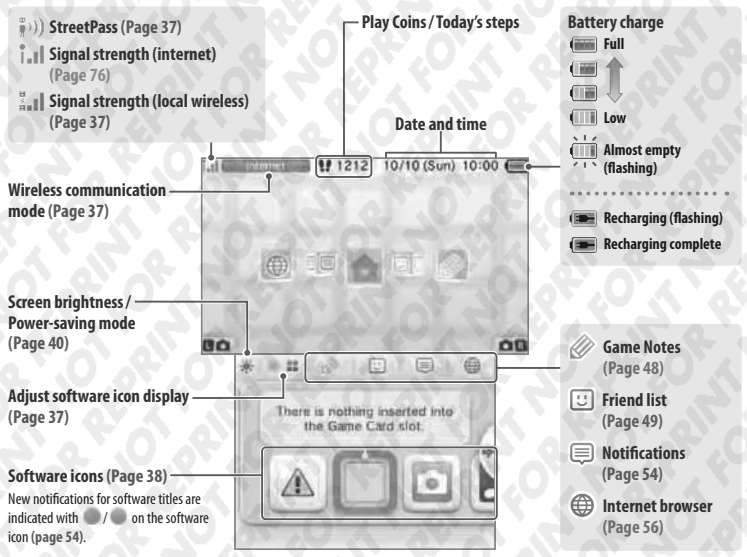 StreetPass (Page 37)
Signal strength (internet)
(Page 76)
Signal strength (local wireless)
(Page 37)
Play Coins / Today's steps
Date and time
Battery charge
Full
Low
Almost empty
(flashing)
Recharging (flashing)
Recharging complete
Internet 1212 10/10 (Sun) 10:00
Wireless communication
mode (Page 37)
Screen brightness /
Power-saving mode
(Page 40)
L
R
Adjust software icon display
(Page 37)
There is nothing inserted into
the Game Card slot.
Software icons (Page 38)
New notifications for software titles are
indicated with / on the software
icon (page 54).
Game Notes
(Page 48)
Friend list
(Page 49)
Notifications
(Page 54)
Internet browser
(Page 56)
NOT FOR REPRINT